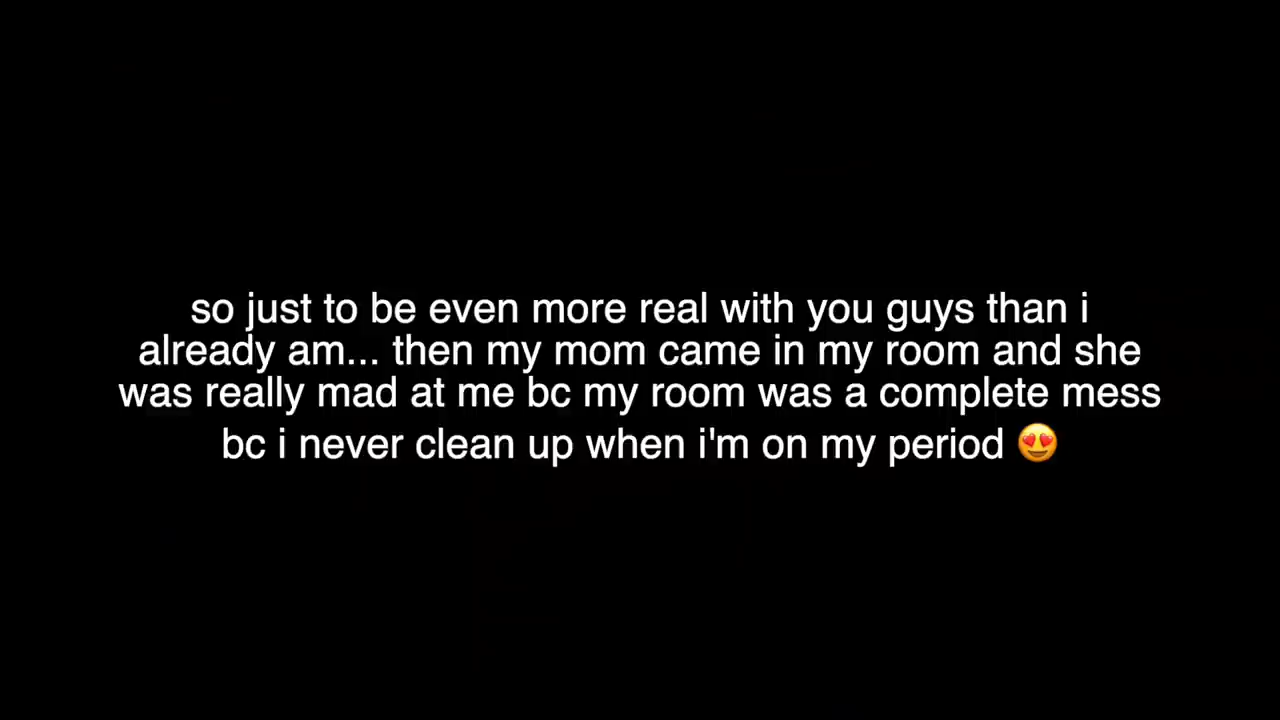 so just to be even more real with you guys than i
already am... then my mom came in my room and she
was really mad at me bc my room was a complete mess
bc i never clean up when i'm on my period 😍